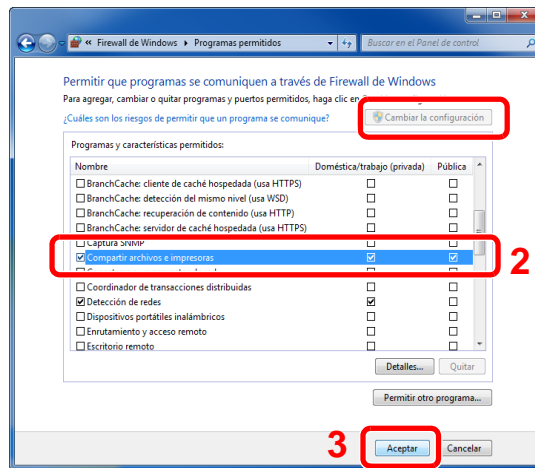 Firewall de Windows
Programas permitidos
Buscar en el Panel de control
Permitir que programas se comuniquen a través de Firewall de Windows
Para agregar, cambiar o quitar programas y puertos permitidos, haga clic en
¿Cuáles son los riesgos de permitir que un programa se comunique?
Cambiar la configuración
Programas y características permitidos:
Nombre Doméstica/trabajo (privada) Pública
BranchCache: cliente de caché hospedada (usa HTTPS)
BranchCache: detección del mismo nivel (usa WSD)
BranchCache: recuperación de contenido (usa HTTP)
BranchCache: servidor de caché hospedada (usa HTTPS)
Captura SNMP
Compartir archivos e impresoras
2
Coordinador de transacciones distribuidas
Detección de redes
Dispositivos portátiles inalámbricos
Enrutamiento y acceso remoto
Escritorio remoto
Detalles... Quitar
Permitir otro programa...
3
Aceptar Cancelar